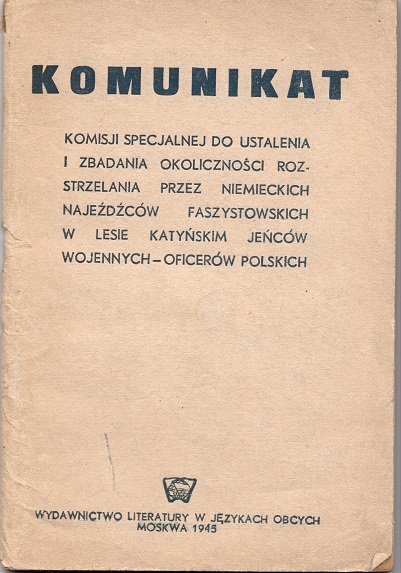 KOMUNIKAT
KOMISJI SPECJALNEJ DO USTALENIA
I ZBADANIA OKOLICZNOŚCI ROZ-
STRZELANIA PRZEZ NIEMIECKICH
NAJEŹDŹCÓW FASZYSTOWSKICH
W LESIE KATYŃSKIM JEŃCÓW
WOJENNYCH-OFICERÓW POLSKICH
WYDAWNICTWO LITERATURY W JĘZYKACH OBCYCH
MOSKWA 1945